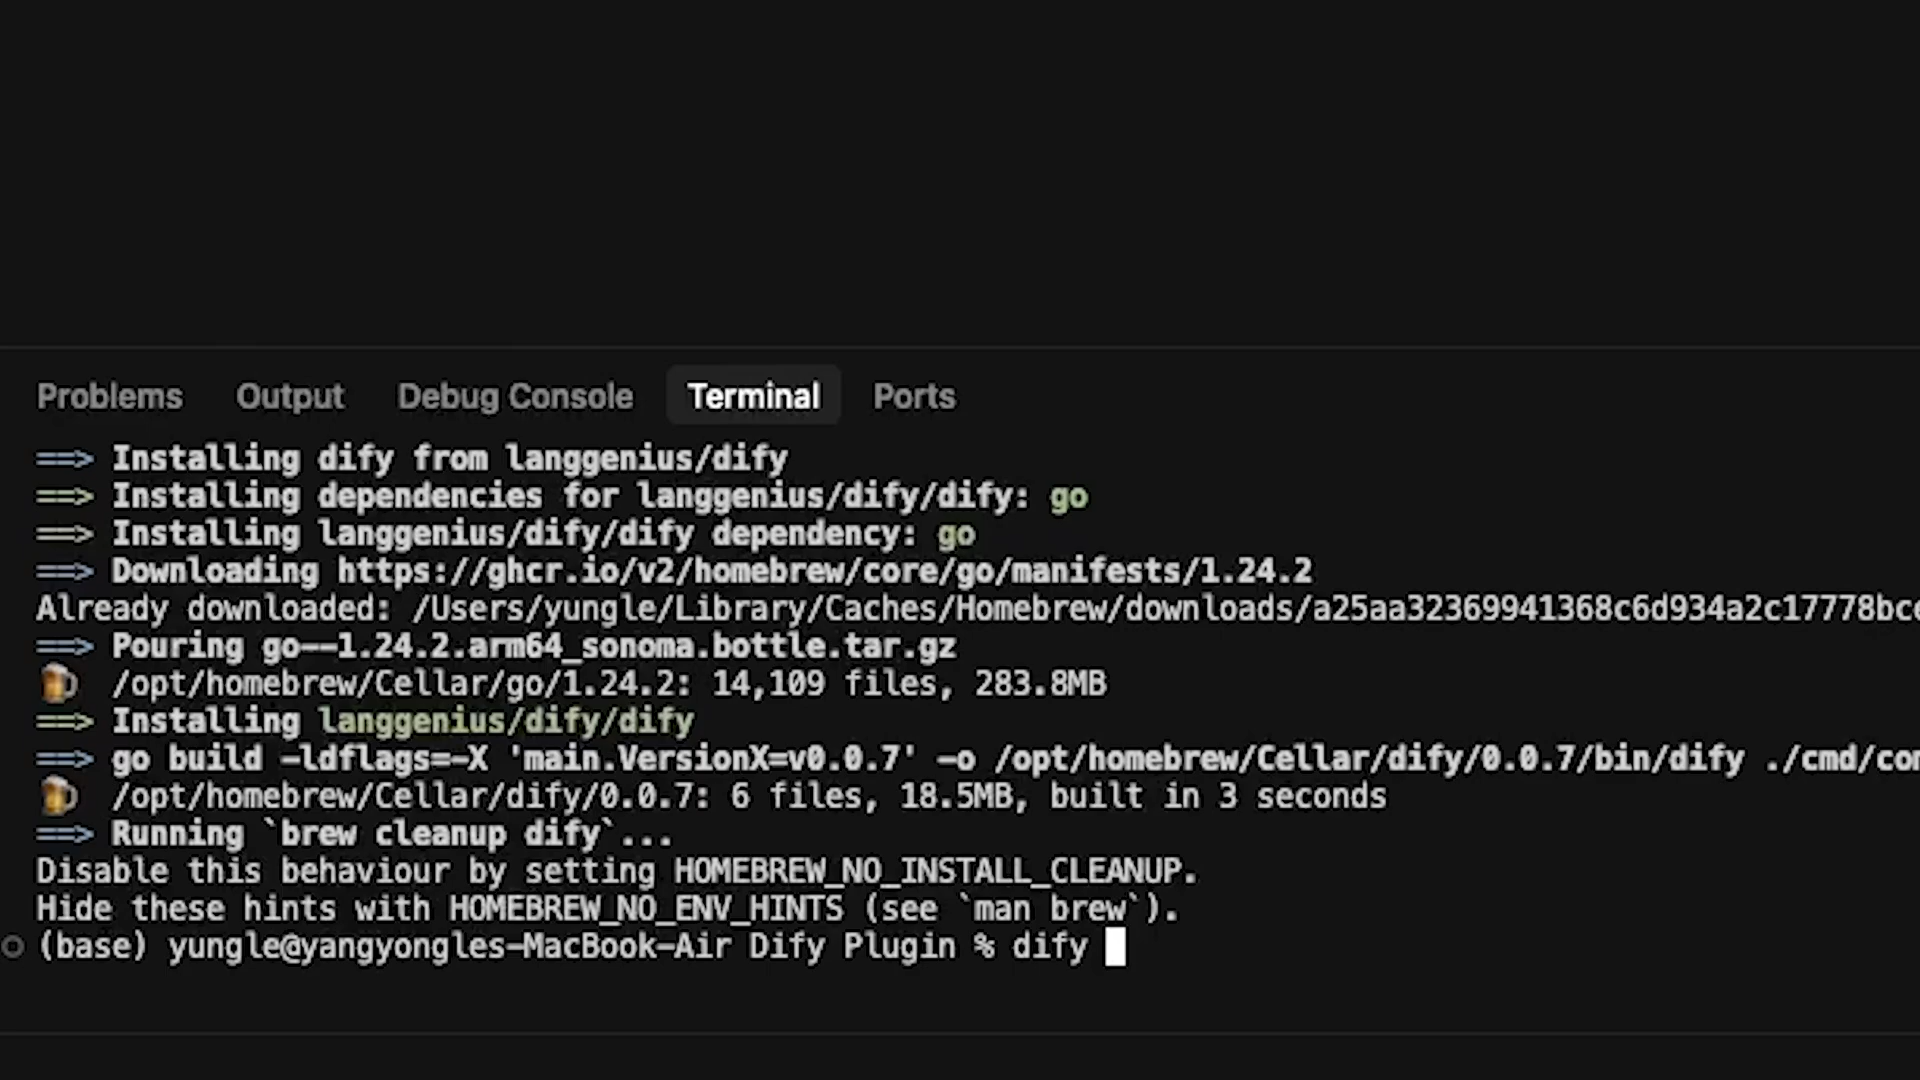 Problems Output Debug Console Terminal Ports
==> Installing dify from langgenius/dify
==> Installing dependencies for langgenius/dify/dify: go
==> Installing langgenius/dify/dify dependency: go
==> Downloading https://ghcr.io/v2/homebrew/core/go/manifests/1.24.2
Already downloaded: /Users/yungle/Library/Caches/Homebrew/downloads/a25aa32369941368c6d934a2c17778bc
==> Pouring go--1.24.2.arm64_sonoma.bottle.tar.gz
🍺 /opt/homebrew/Cellar/go/1.24.2: 14,109 files, 283.8MB
==> Installing langgenius/dify/dify
==> go build -ldflags=-X 'main.VersionX=v0.0.7' -o /opt/homebrew/Cellar/dify/0.0.7/bin/dify ./cmd/com
🍺 /opt/homebrew/Cellar/dify/0.0.7: 6 files, 18.5MB, built in 3 seconds
==> Running `brew cleanup dify`...
Disable this behaviour by setting HOMEBREW_NO_INSTALL_CLEANUP.
Hide these hints with HOMEBREW_NO_ENV_HINTS (see `man brew`).
(base) yungle@yangyongles-MacBook-Air Dify Plugin % dify